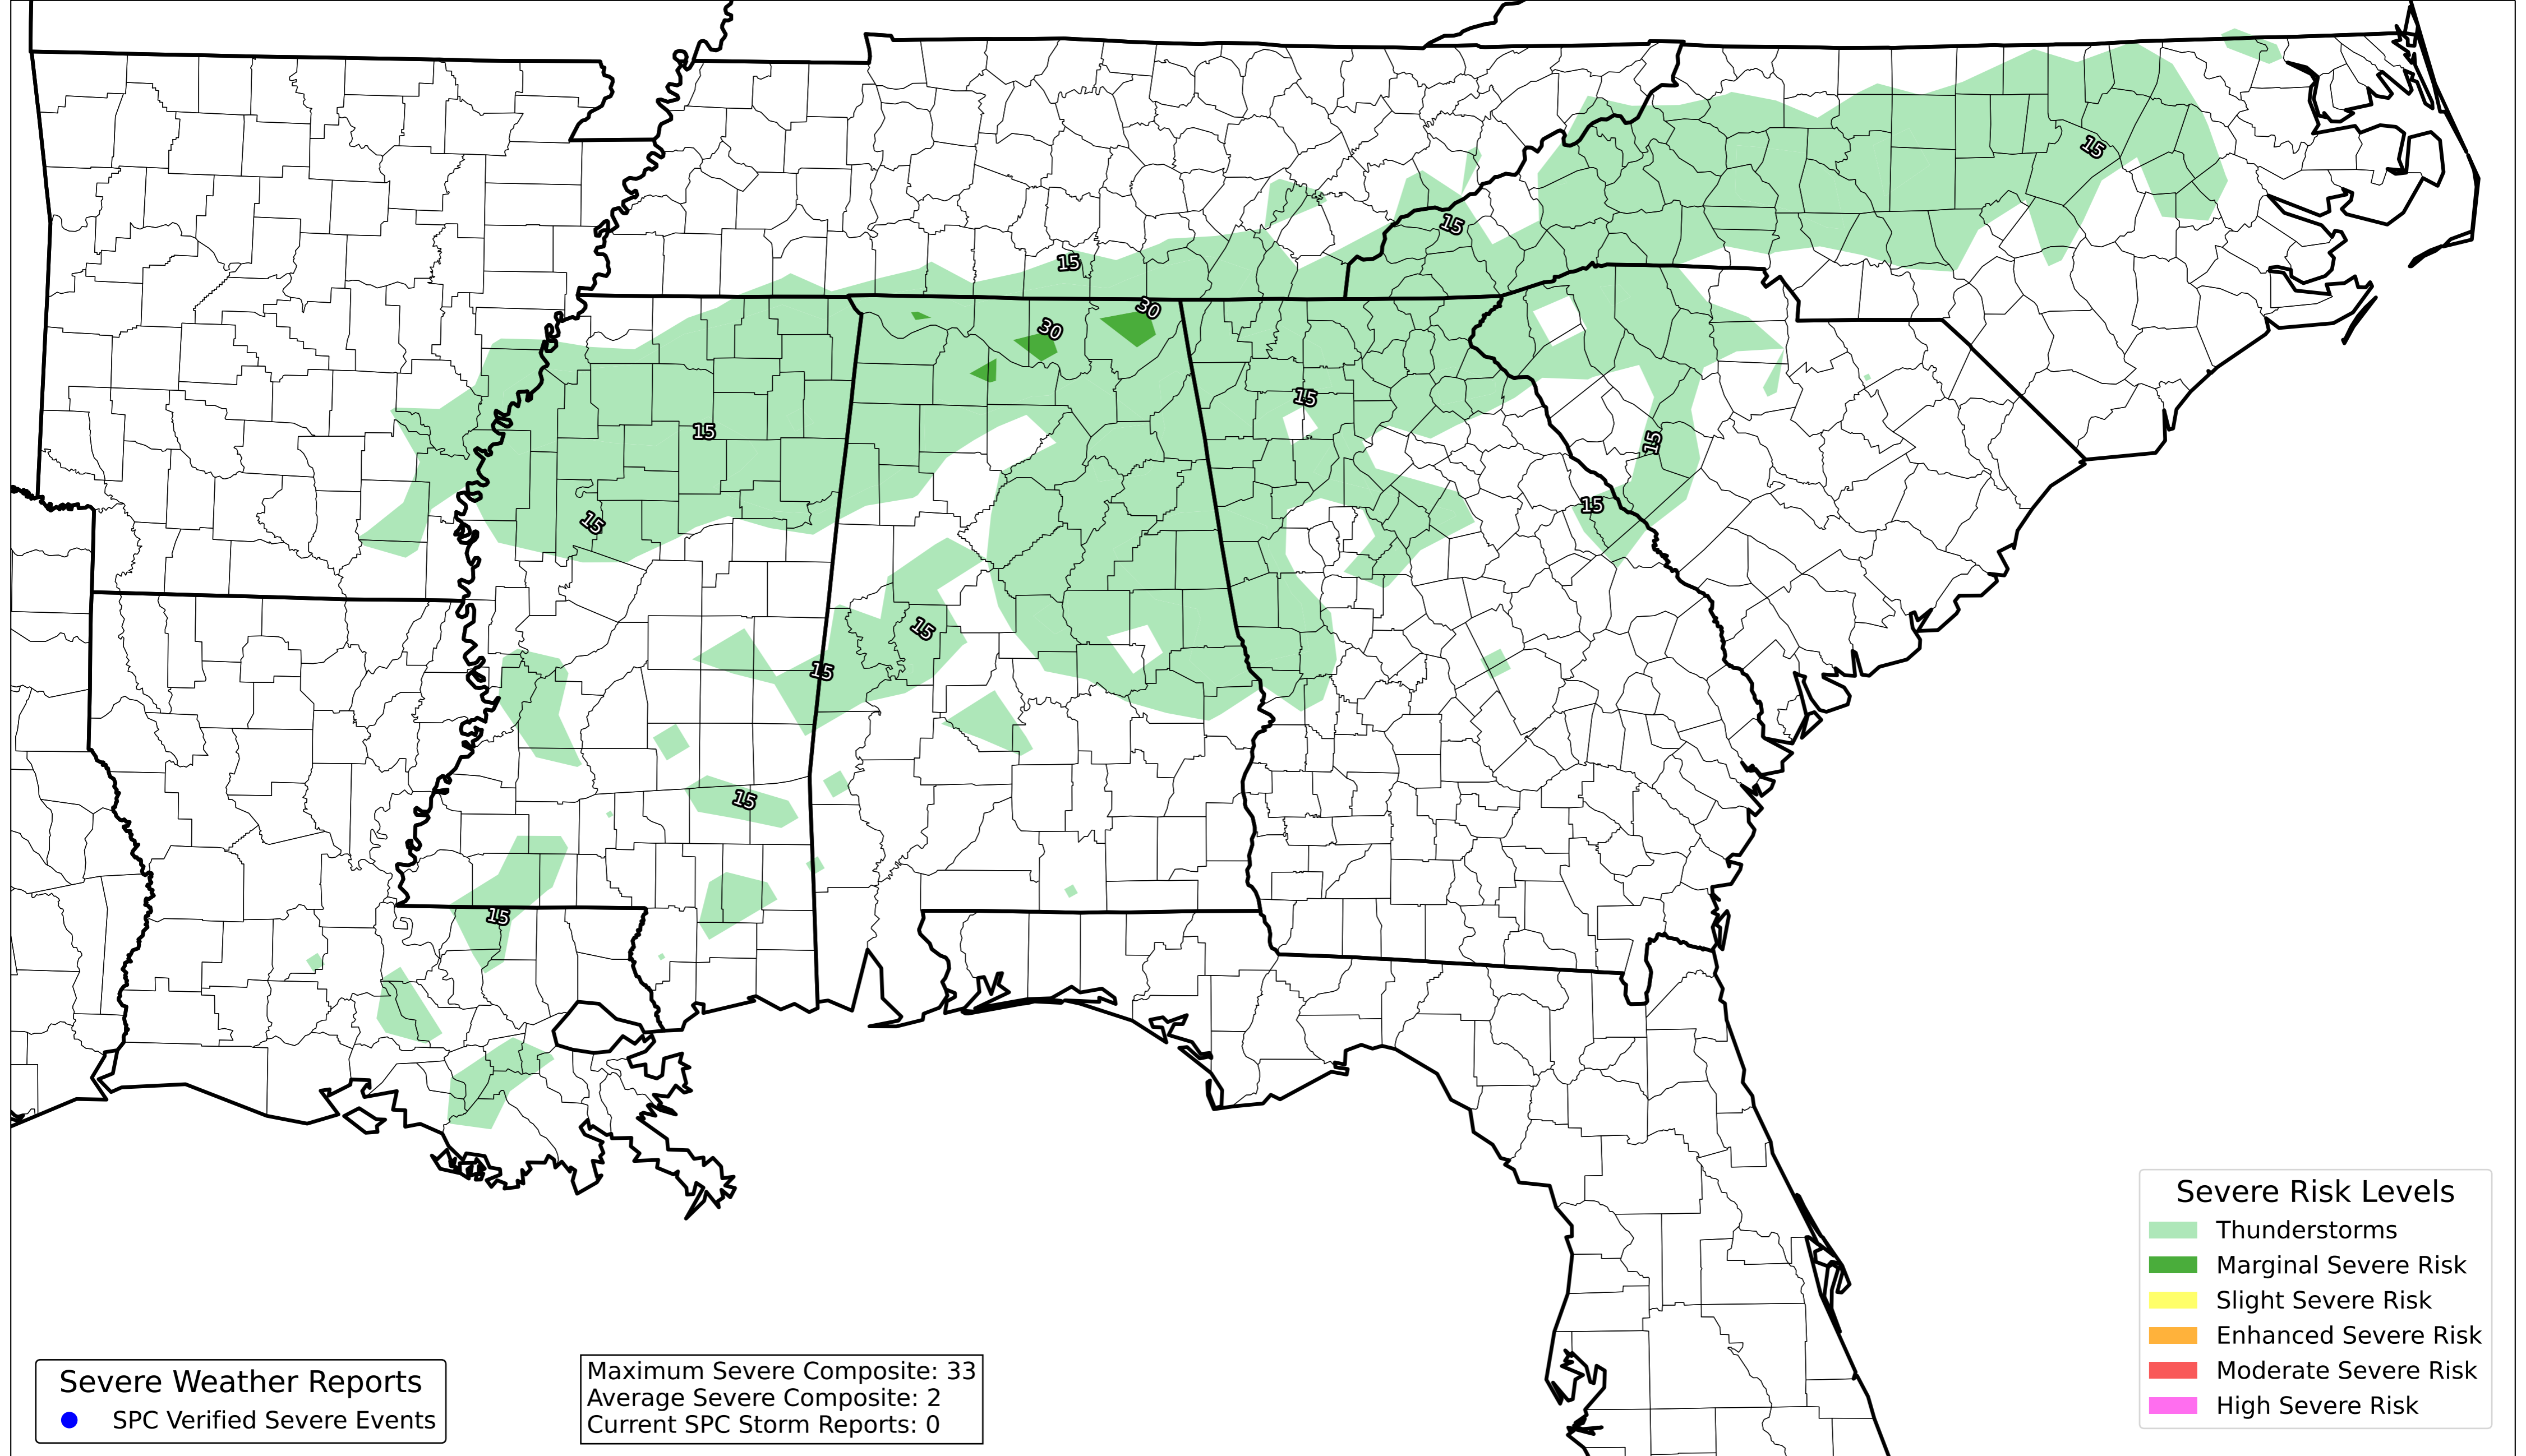 15
15
15
30
30
15
15
15
15
15
15
15
15
15
Severe Risk Levels
Thunderstorms
Marginal Severe Risk
Slight Severe Risk
Enhanced Severe Risk
Moderate Severe Risk
High Severe Risk
Severe Weather Reports
SPC Verified Severe Events
Maximum Severe Composite: 33
Average Severe Composite: 2
Current SPC Storm Reports: 0